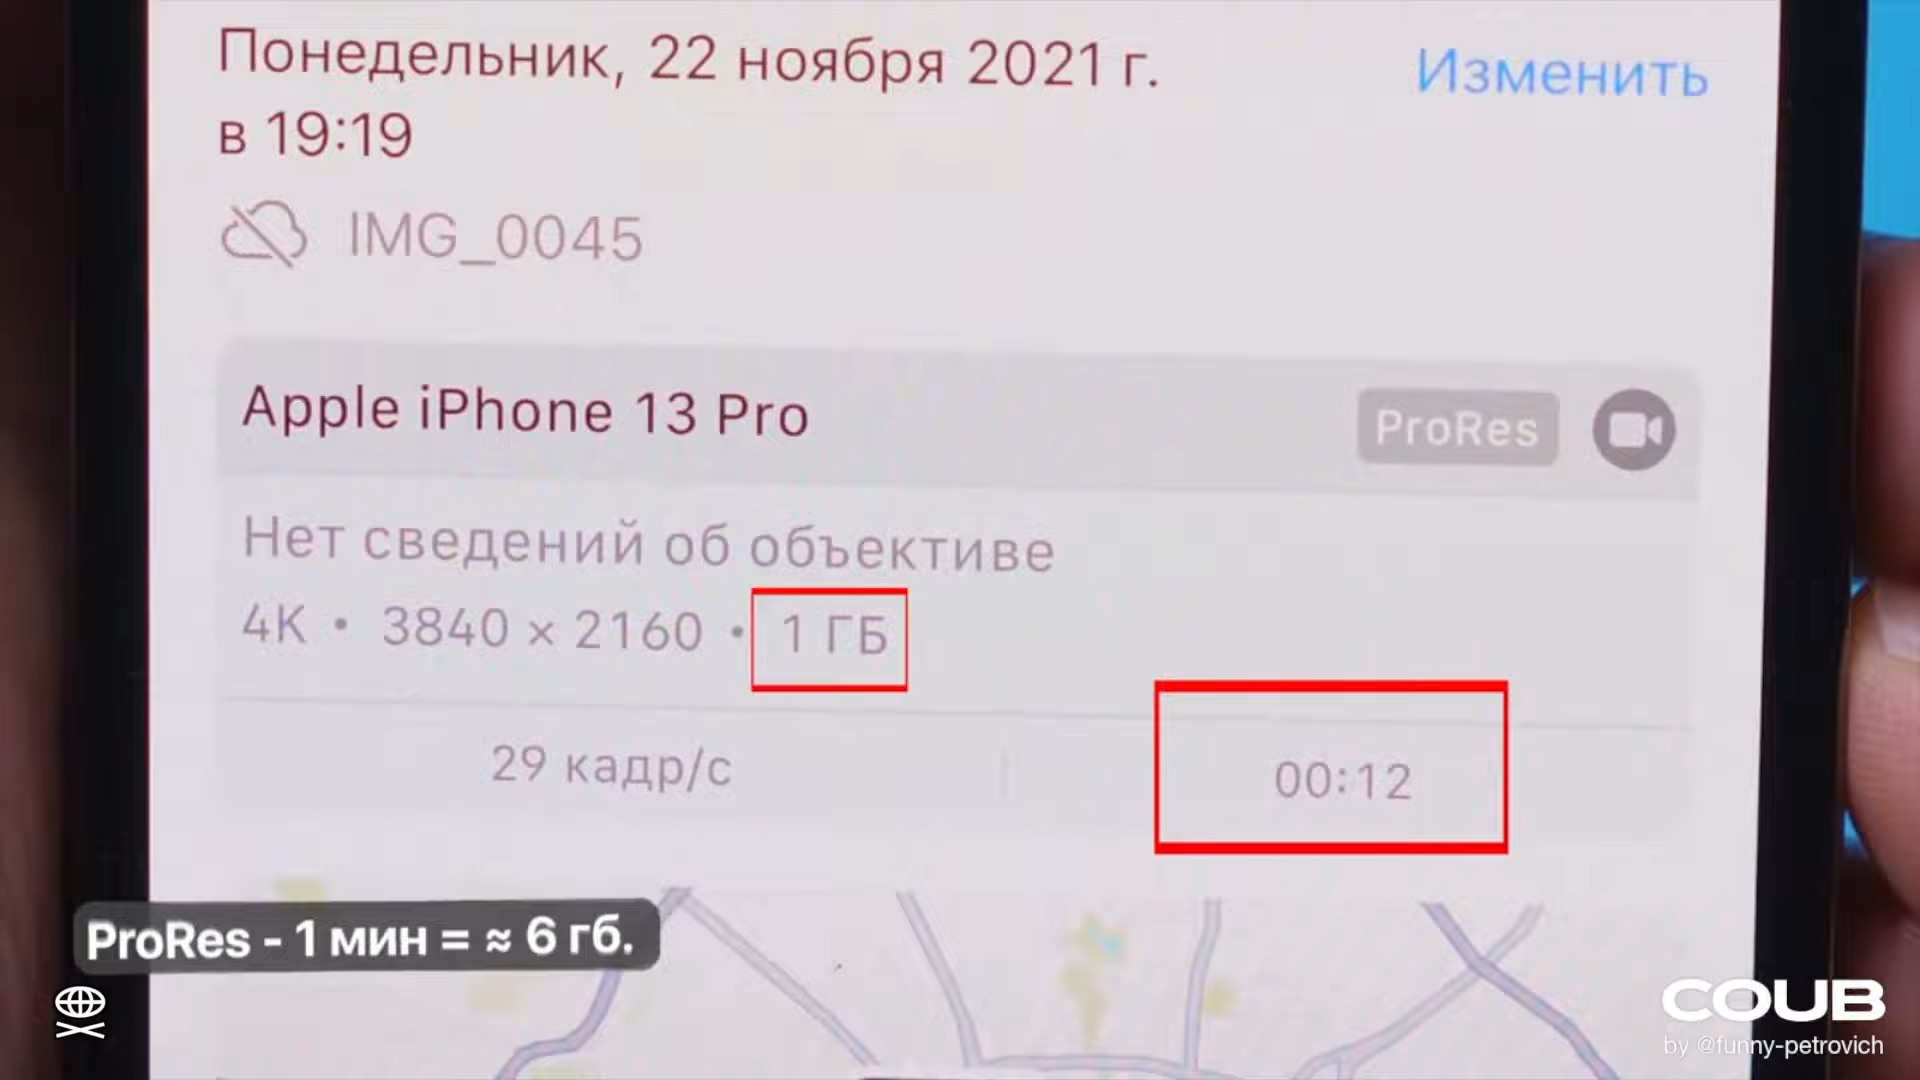 Понедельник, 22 ноября 2021 г.
в 19:19
Изменить
IMG_0045
Apple iPhone 13 Pro
ProRes
Нет сведений об объективе
4K • 3840 × 2160 • 1 ГБ
29 кадр/с
00:12
ProRes - 1 мин = ≈ 6 гб.
COUB
by @funny-petrovich